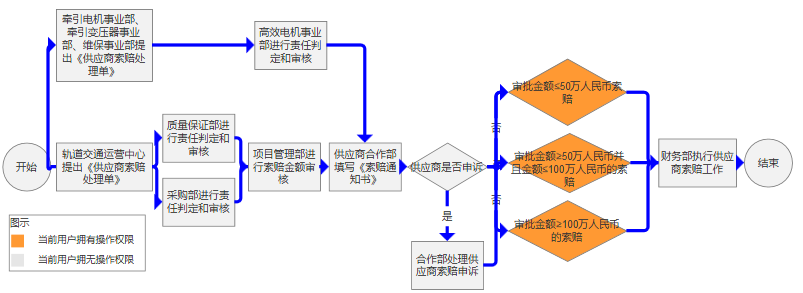 牵引电机事业部、
牵引变压器事业
部、维保事业部提
出《供应商索赔处
理单》
高效电机事业
部进行责任判
定和审核
审批金额≤50万人民币索
赔
质量保证部进
行责任判定和
审核
否
开始
轨道交通运营中心
提出《供应商索赔
处理单》
项目管理部进
行索赔金额审
核
供应商合作部
填写《索赔通
知书》
供应商是否申诉
审批金额≥50万人民币并
且金额≤100万人民币的索
赔
财务部执行供应
商索赔工作
结束
采购部进行责
任判定和审核
否
是
审批金额≥100万人民币
的索赔
合作部处理供
应商索赔申诉
图示
当前用户拥有操作权限
当前用户拥无操作权限